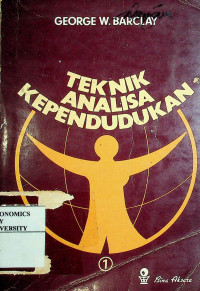 GEORGE W. BARCLAY
TEKNIK
ANALISA
KEPENDUDUKAN
ONOMICS
Y
VERSITY
1
Bina Aksara